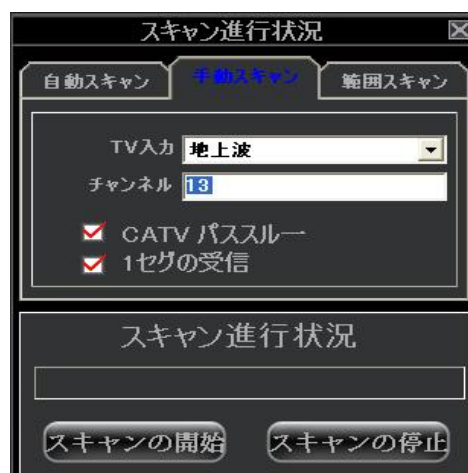 スキャン進行状況
自動スキャン
手動スキャン
範囲スキャン
TV入力 地上波
チャンネル 13
CATV パススルー
1セグの受信
スキャン進行状況
スキャンの開始
スキャンの停止